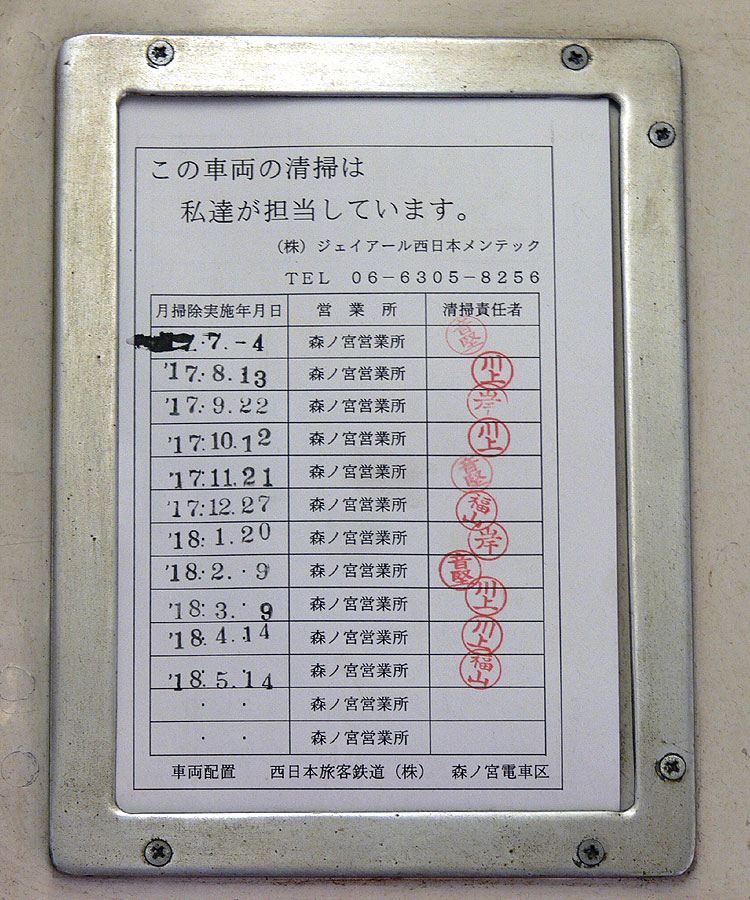 この車両の清掃は
私達が担当しています。
（株）ジェイアール西日本メンテック
TEL 06-6305-8256
月掃除実施年月日 営業所 清掃責任者
7.-4 森ノ宮営業所 音堅
'17.8.13 森ノ宮営業所 川上
'17.9.22 森ノ宮営業所 岸
'17.10.12 森ノ宮営業所 川上
'17.11.21 森ノ宮営業所 音堅
'17.12.27 森ノ宮営業所 福山
'18.1.20 森ノ宮営業所 岸
'18.2.・9 森ノ宮営業所 音堅
'18.3.・9 森ノ宮営業所 川上
'18.4.14 森ノ宮営業所 川上
'18.5.14 森ノ宮営業所 福山
・ ・ 森ノ宮営業所
・ ・ 森ノ宮営業所
車両配置 西日本旅客鉄道（株） 森ノ宮電車区